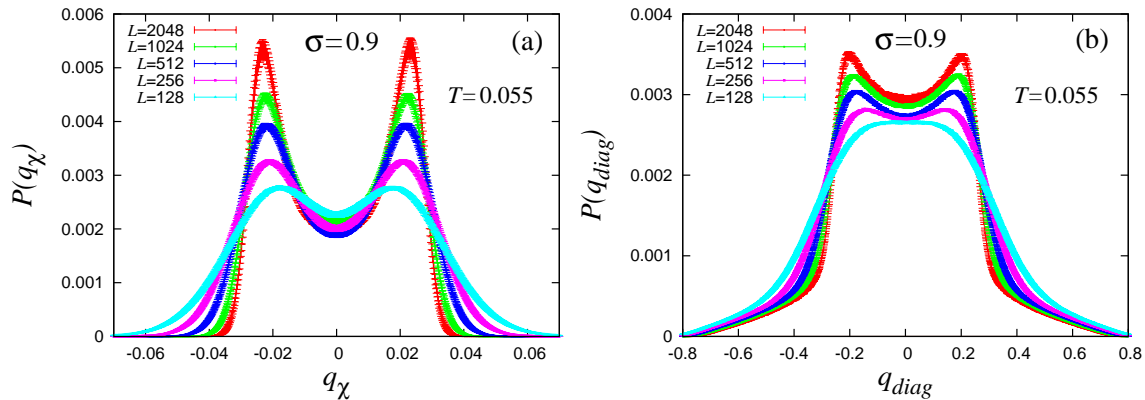 0.006
0.005
0.004
0.003
0.002
0.001
0
P(qχ)
L=2048
L=1024
L=512
L=256
L=128
σ=0.9
(a)
T=0.055
-0.06 -0.04 -0.02 0 0.02 0.04 0.06
qχ
0.004
0.003
0.002
0.001
0
P(qdiag)
L=2048
L=1024
L=512
L=256
L=128
σ=0.9
(b)
T=0.055
-0.8 -0.6 -0.4 -0.2 0 0.2 0.4 0.6 0.8
qdiag